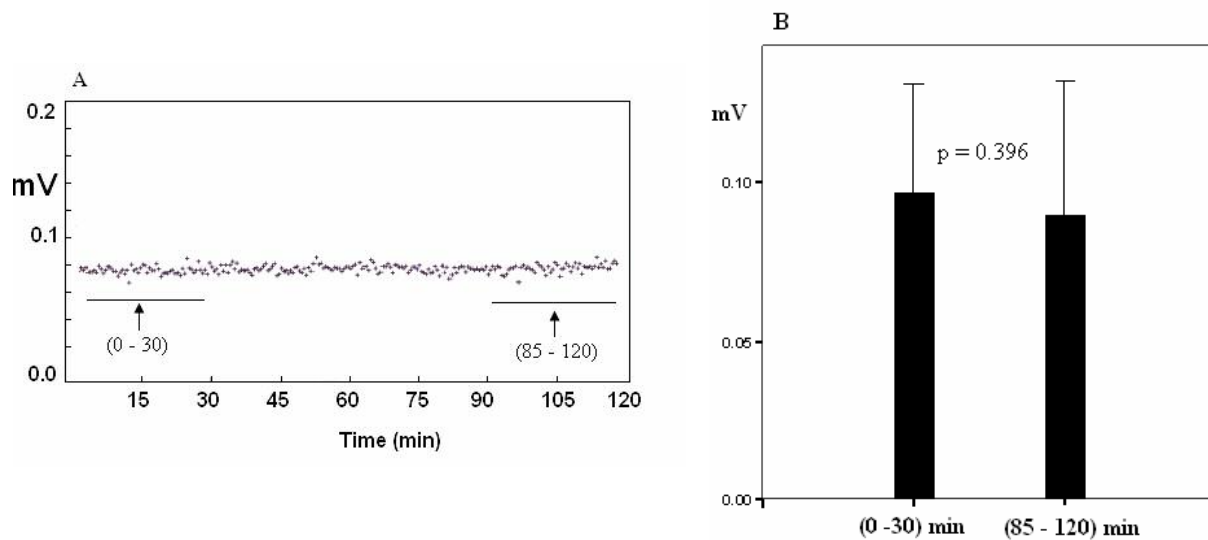 A
0.2
mV
0.1
0.0
(0 - 30)
(85 - 120)
15 30 45 60 75 90 105 120
Time (min)
B
mV
p = 0.396
0.10
0.05
0.00
(0 -30) min (85 - 120) min